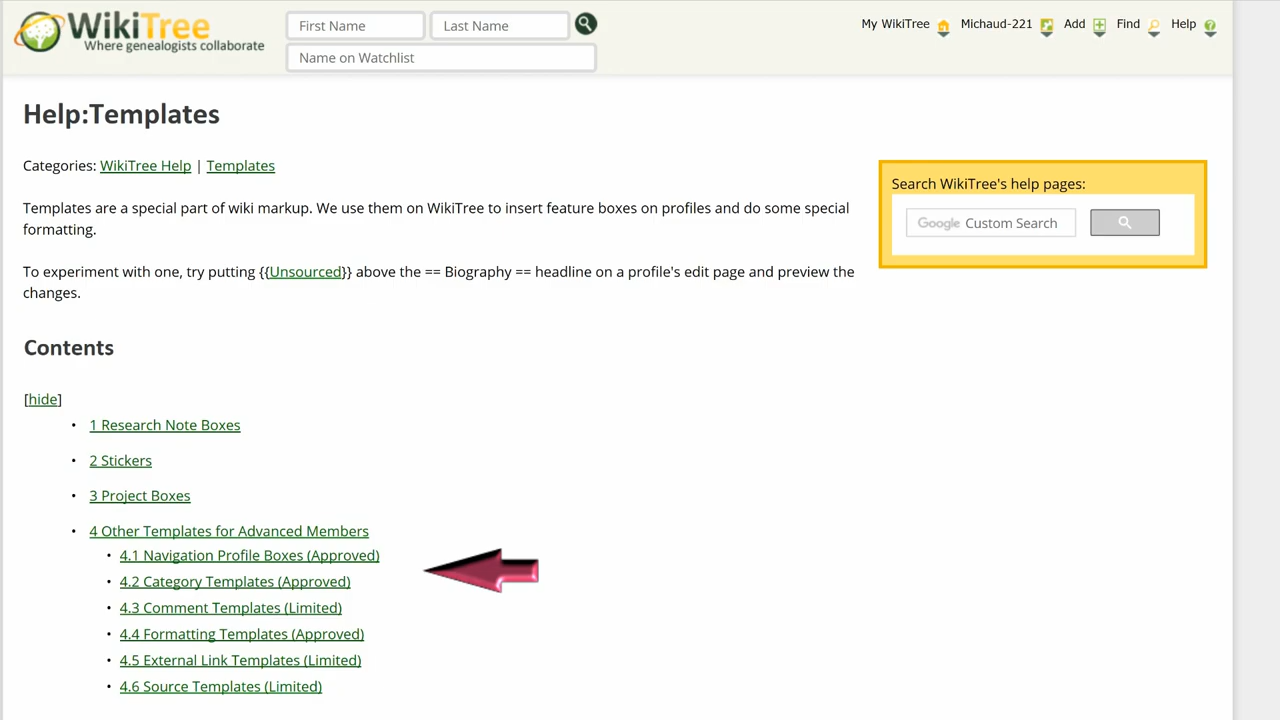 WikiTree
Where genealogists collaborate
First Name
Last Name
Name on Watchlist
My WikiTree
Michaud-221
Add
Find
Help
Help:Templates
Categories: WikiTree Help | Templates
Templates are a special part of wiki markup. We use them on WikiTree to insert feature boxes on profiles and do some special
formatting.
To experiment with one, try putting {{Unsourced}} above the == Biography == headline on a profile's edit page and preview the
changes.
Search WikiTree's help pages:
Google Custom Search
Contents
[hide]
• 1 Research Note Boxes
• 2 Stickers
• 3 Project Boxes
• 4 Other Templates for Advanced Members
• 4.1 Navigation Profile Boxes (Approved)
• 4.2 Category Templates (Approved)
• 4.3 Comment Templates (Limited)
• 4.4 Formatting Templates (Approved)
• 4.5 External Link Templates (Limited)
• 4.6 Source Templates (Limited)